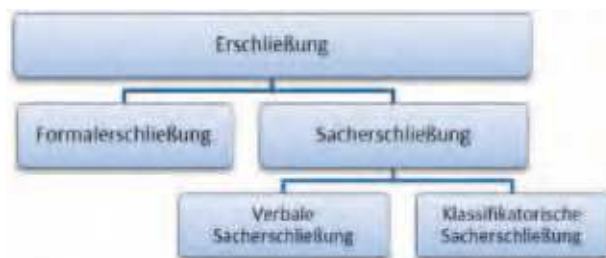 Erschließung
Formalerschließung
Sacherschließung
Verbale
Sacherschließung
Klassifikatorische
Sacherschließung